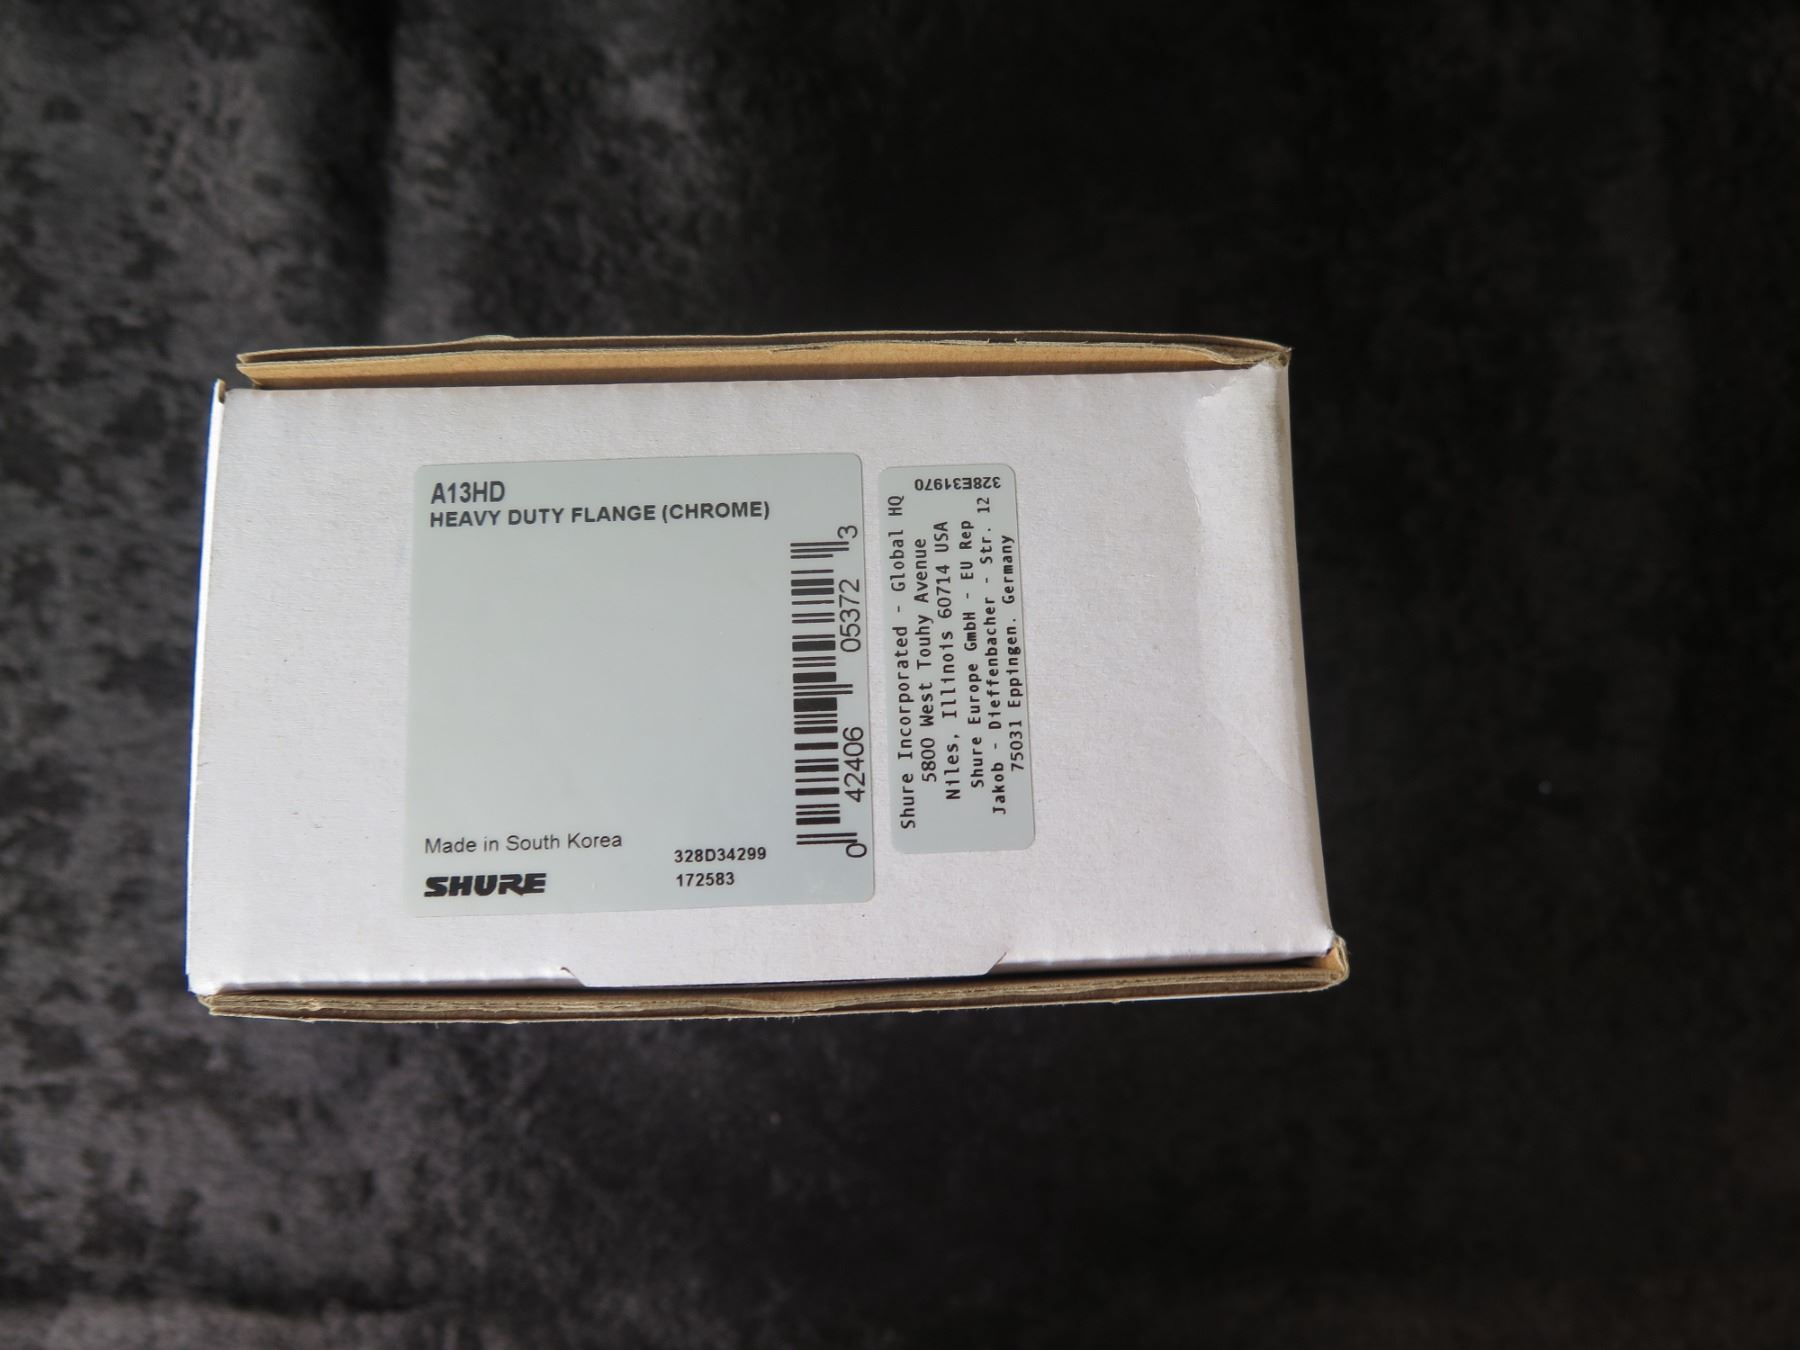 A13HD
HEAVY DUTY FLANGE (CHROME)
0 42406 05372 3
Made in South Korea
SHURE
328D34299
172583
328E31970
Shure Incorporated - Global HQ
5800 West Touhy Avenue
Niles, Illinois 60714 USA
Shure Europe GmbH - EU Rep
Jakob - Dieffenbacher - Str. 12
75031 Eppingen. Germany